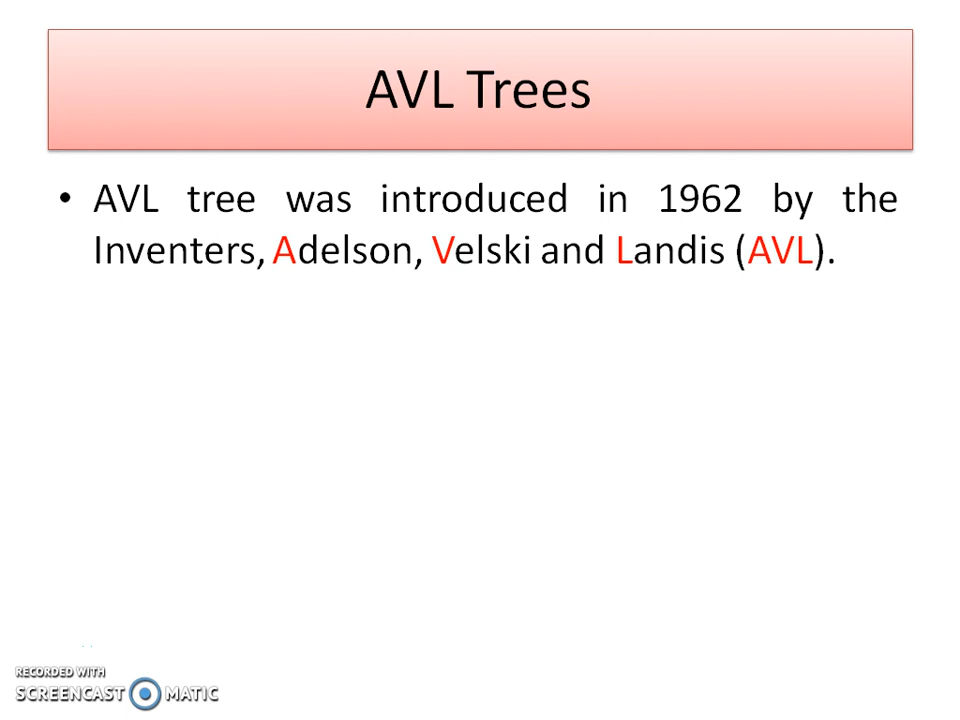 AVL Trees
• AVL tree was introduced in 1962 by the
Inventers, Adelson, Velski and Landis (AVL).
RECORDED WITH
SCREENCAST MATIC